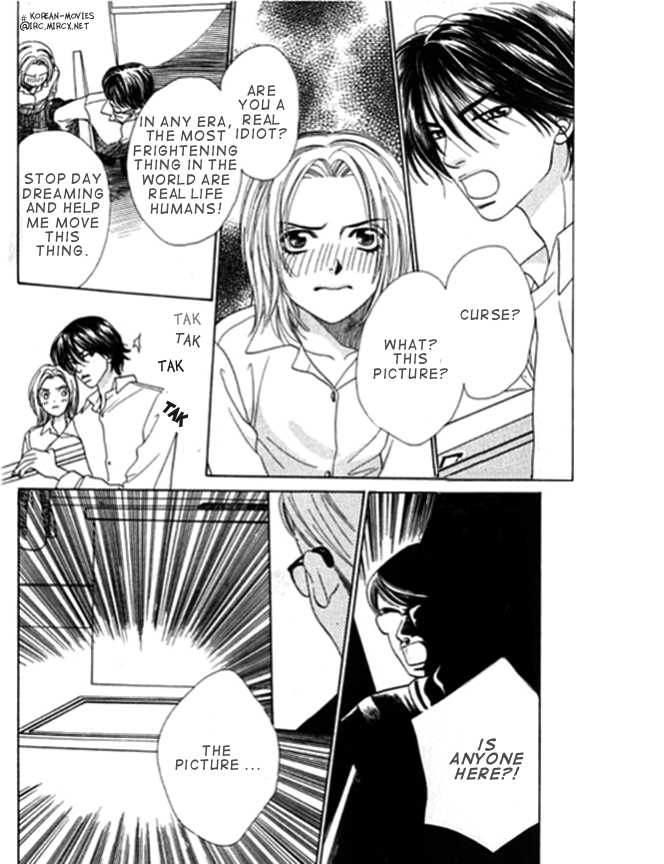 # KOREAN-MOVIES
@IRC.MIRCX.NET
CURSE?
WHAT?
THIS
PICTURE?
ARE
YOU A
REAL
IDIOT?
IN ANY ERA,
THE MOST
FRIGHTENING
THING IN THE
WORLD ARE
REAL LIFE
HUMANS!
STOP DAY
DREAMING
AND HELP
ME MOVE
THIS
THING.
TAK
TAK
TAK
TAK
IS
ANYONE
HERE?!
THE
PICTURE ...